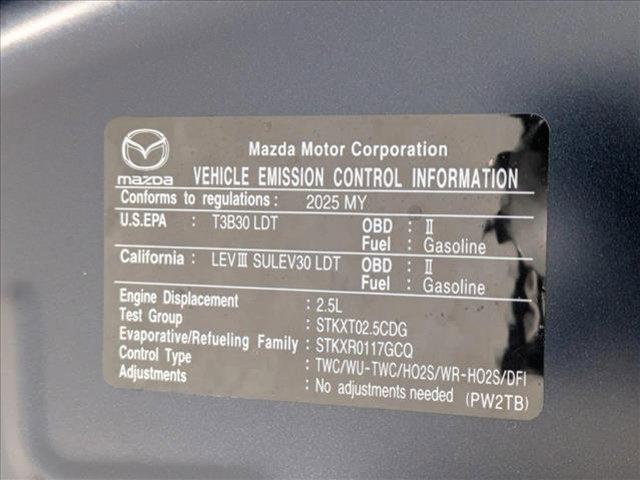 Mazda Motor Corporation
mazda VEHICLE EMISSION CONTROL INFORMATION
Conforms to regulations : 2025 MY
U.S.EPA : T3B30 LDT OBD : II
Fuel : Gasoline
California : LEVIII SULEV30 LDT OBD : II
Fuel : Gasoline
Engine Displacement : 2.5L
Test Group : STKXT02.5CDG
Evaporative/Refueling Family : STKXR0117GCQ
Control Type : TWC/WU-TWC/HO2S/WR-HO2S/DFI
Adjustments : No adjustments needed (PW2TB)